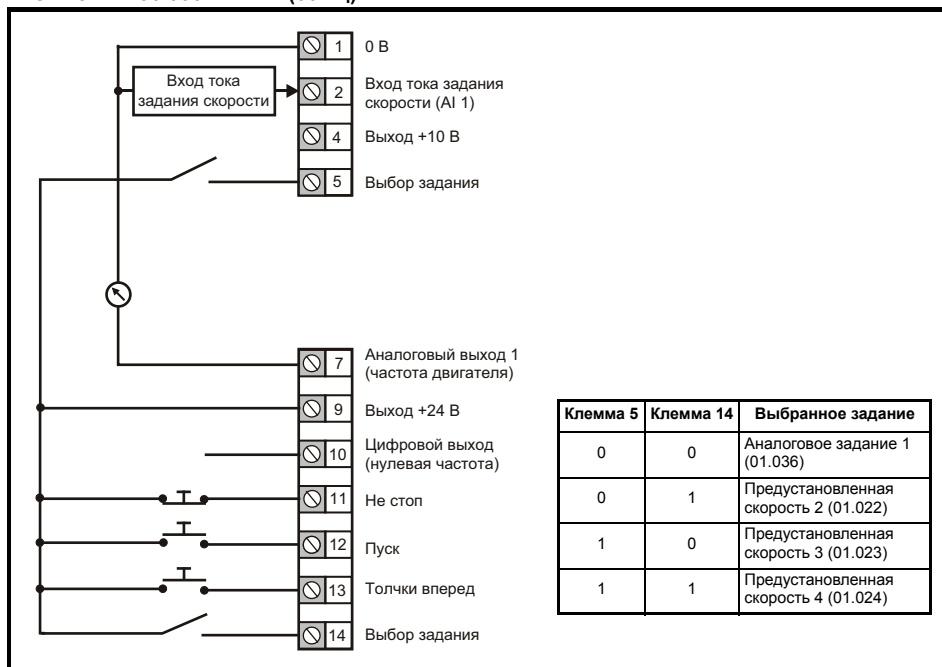 1 0 В
Вход тока
задания скорости
2 Вход тока задания
скорости (AI 1)
4 Выход +10 В
5 Выбор задания
7 Аналоговый выход 1
(частота двигателя)
9 Выход +24 В
10 Цифровой выход
(нулевая частота)
11 Не стоп
12 Пуск
13 Толчки вперед
14 Выбор задания
Клемма 5 Клемма 14 Выбранное задание
0 0 Аналоговое задание 1
(01.036)
0 1 Предустановленная
скорость 2 (01.022)
1 0 Предустановленная
скорость 3 (01.023)
1 1 Предустановленная
скорость 4 (01.024)